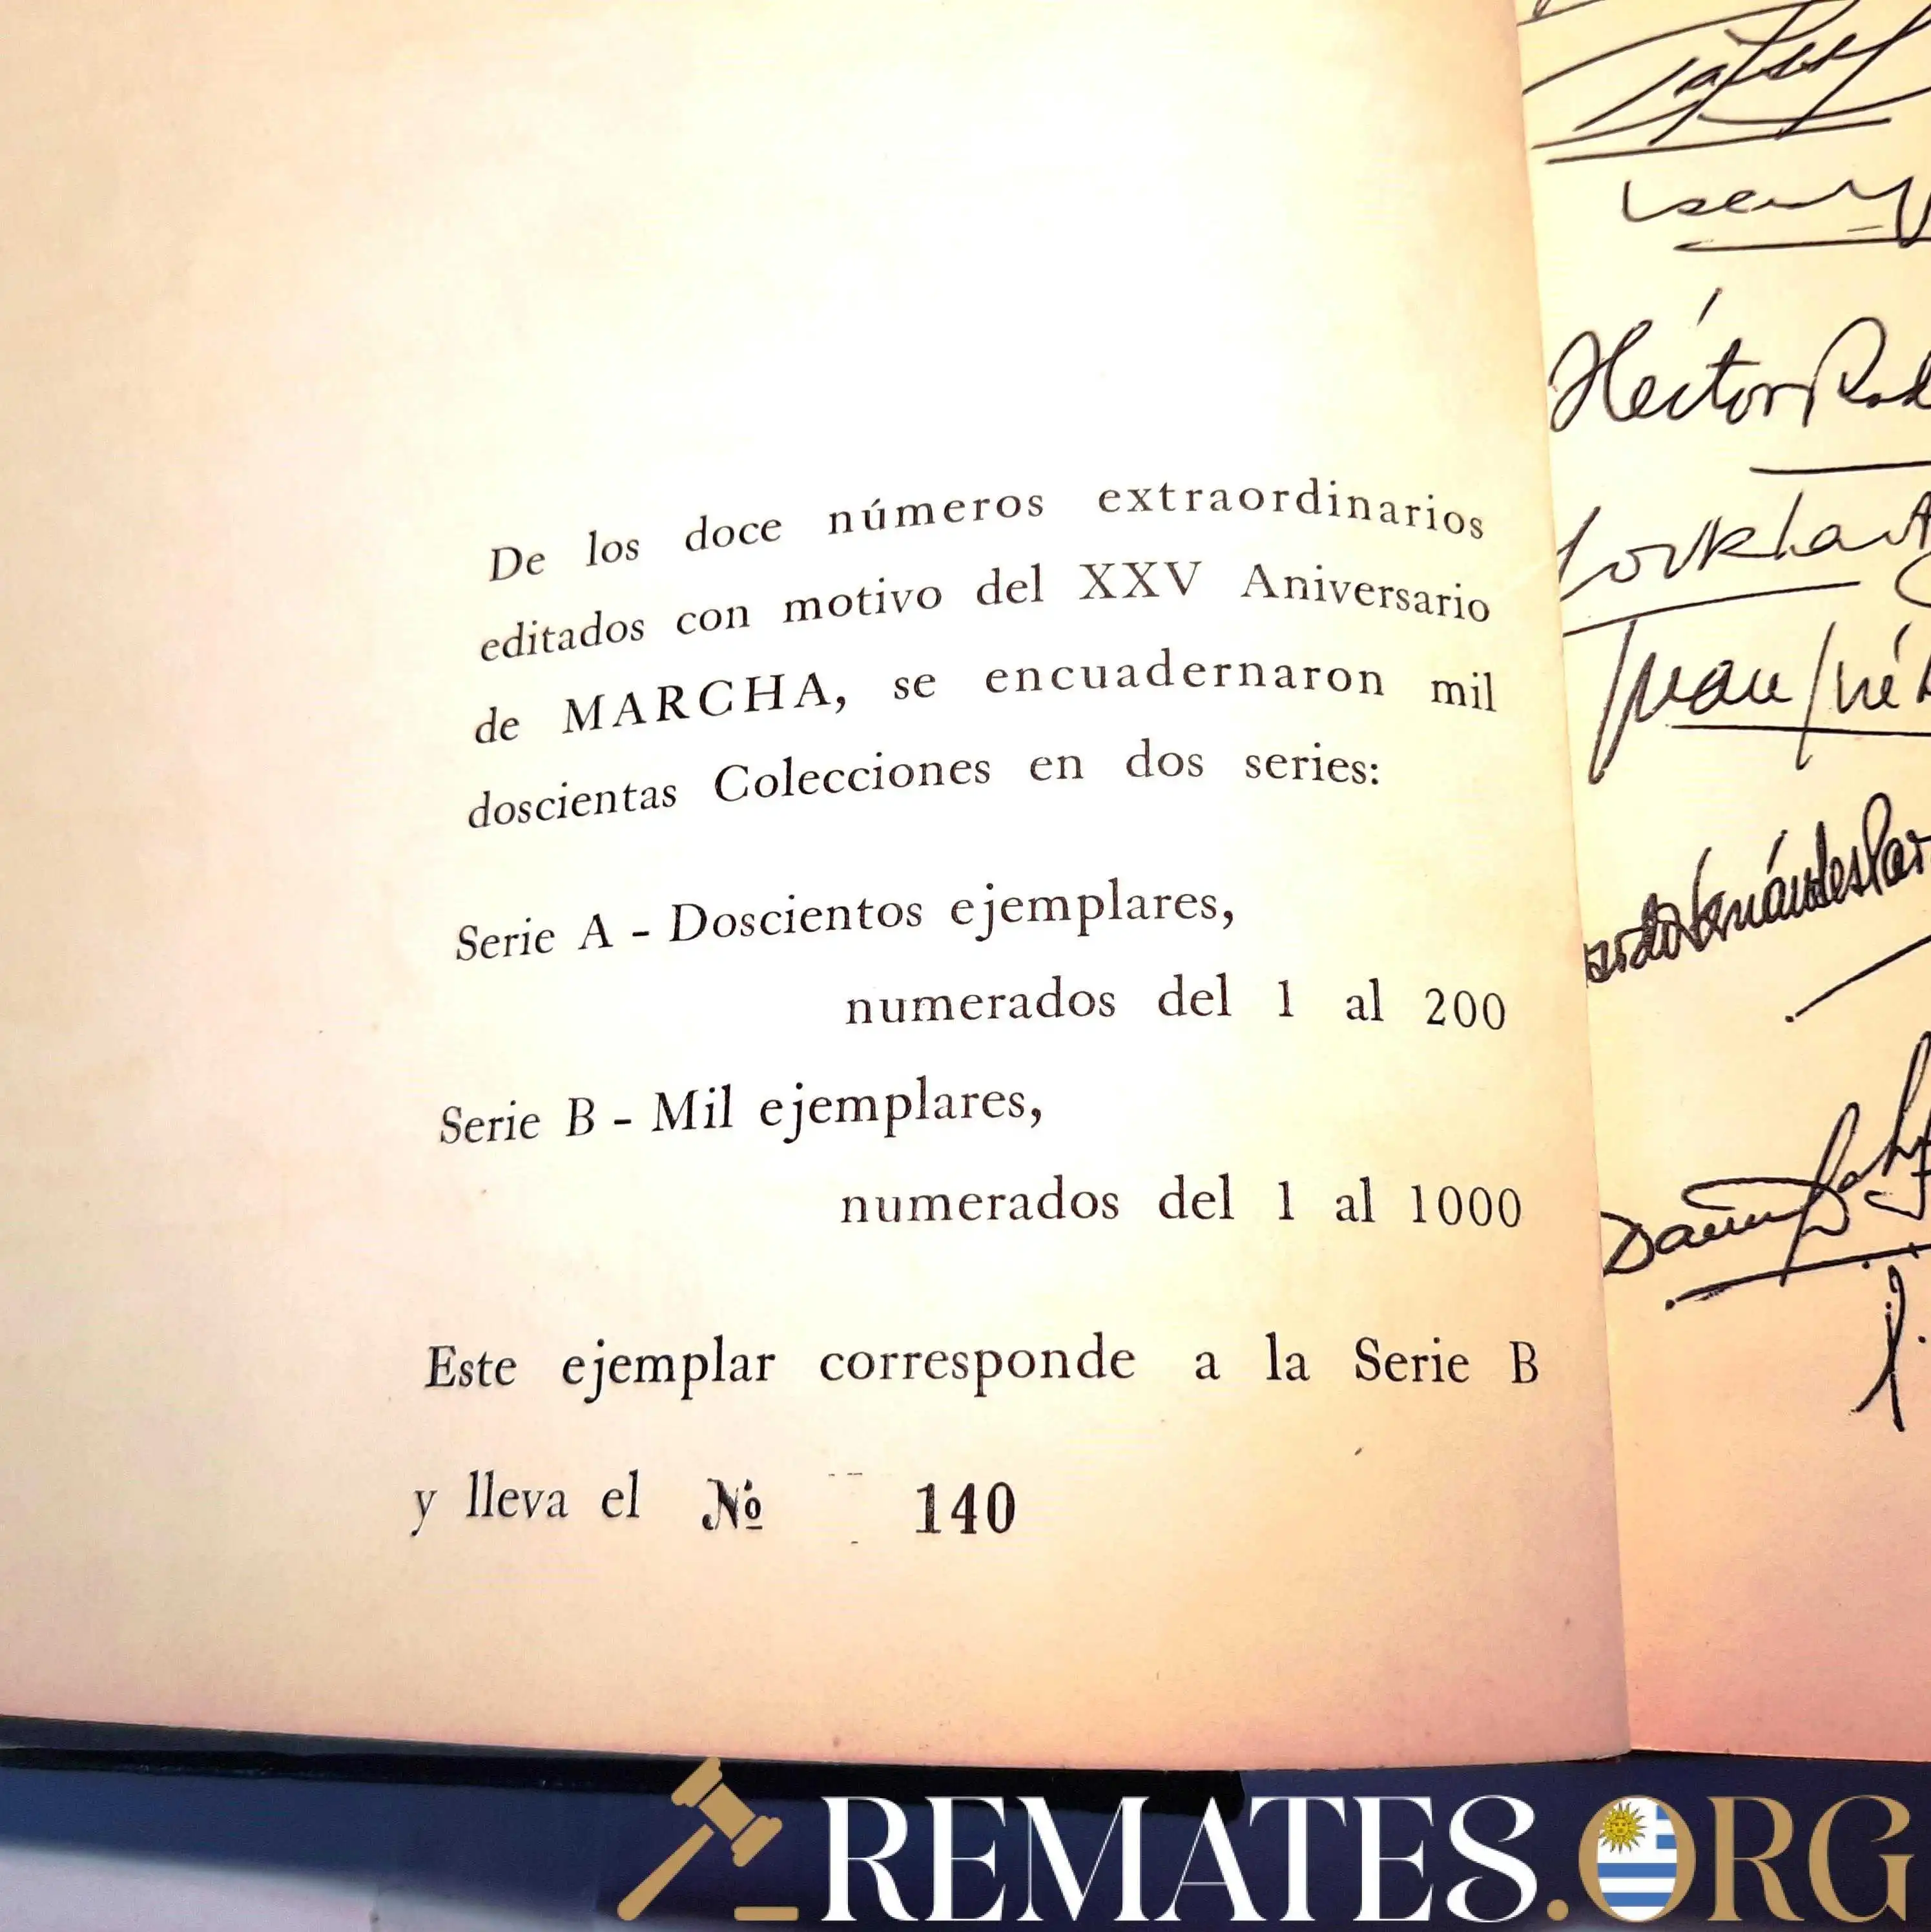 De los doce números extraordinarios
editados con motivo del XXV Aniversario
de MARCHA, se encuadernaron mil
doscientas Colecciones en dos series:
Serie A - Doscientos ejemplares,
numerados del 1 al 200
Serie B - Mil ejemplares,
numerados del 1 al 1000
Este ejemplar corresponde a la Serie B
y lleva el Nº 140
Héctor Rod
REMATES.ORG